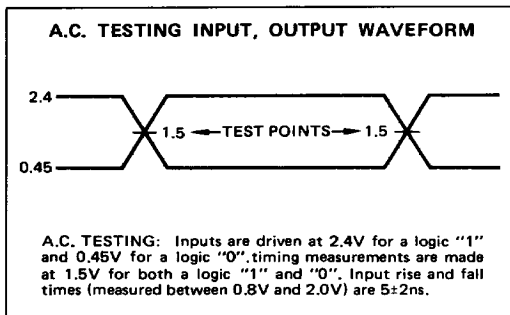 A.C. TESTING INPUT, OUTPUT WAVEFORM
2.4
1.5 TEST POINTS 1.5
0.45
A.C. TESTING: Inputs are driven at 2.4V for a logic "1"
and 0.45V for a logic "0". timing measurements are made
at 1.5V for both a logic "1" and "0". Input rise and fall
times (measured between 0.8V and 2.0V) are 5±2ns.